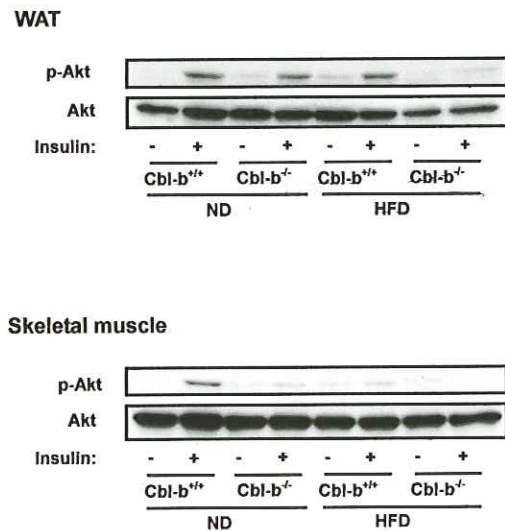 WAT
p-Akt
Akt
Insulin: - + - + - + - +
Cbl-b+/+ Cbl-b-/- Cbl-b+/+ Cbl-b-/-
ND HFD
Skeletal muscle
p-Akt
Akt
Insulin: - + - + - + - +
Cbl-b+/+ Cbl-b-/- Cbl-b+/+ Cbl-b-/-
ND HFD